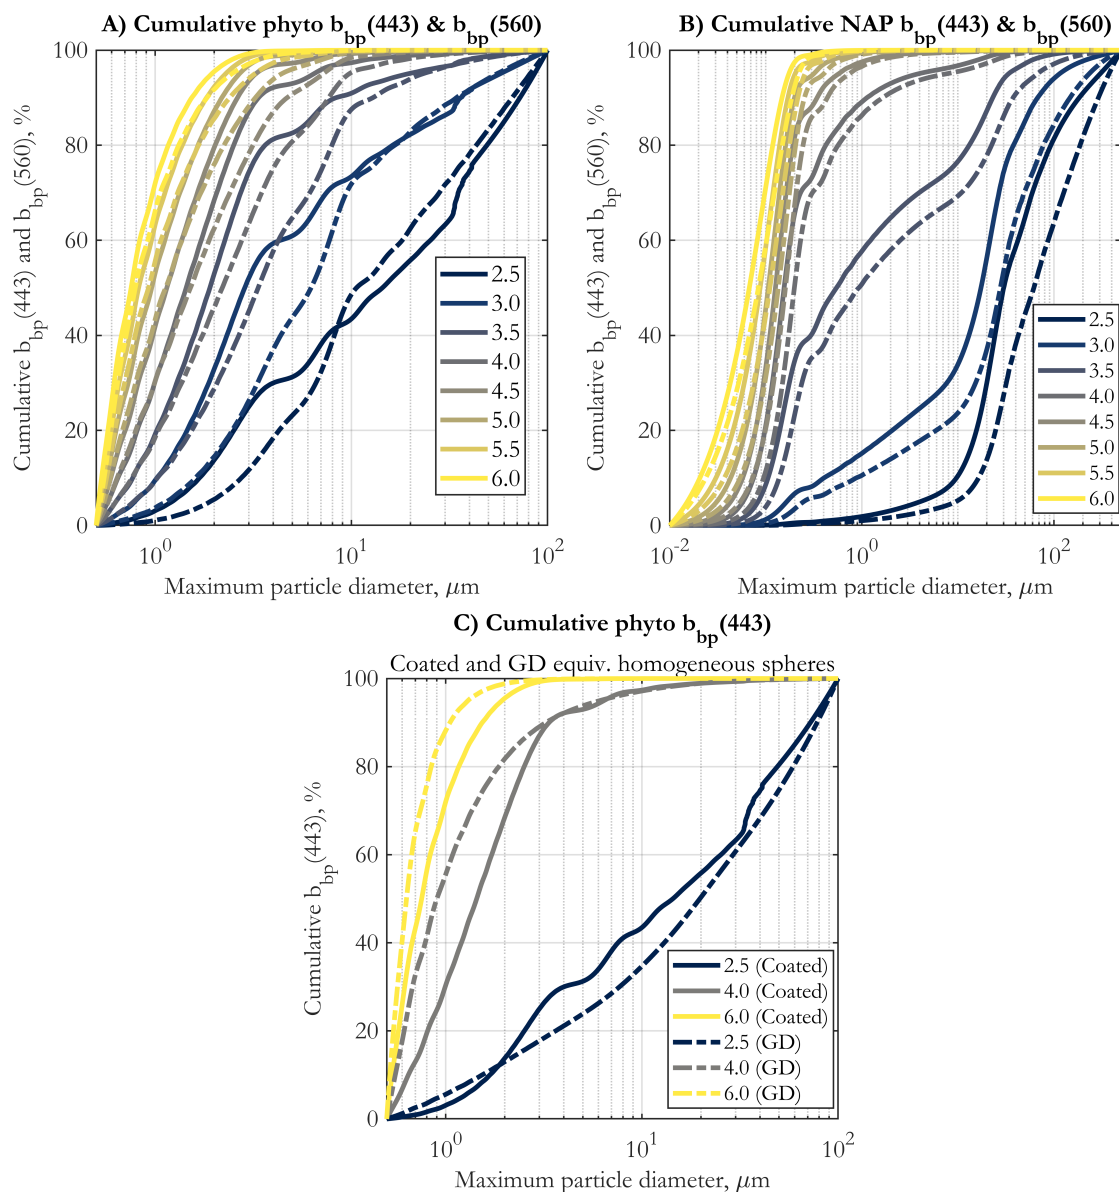 A) Cumulative phyto b_bp(443) & b_bp(560)
Cumulative b_bp(443) and b_bp(560), %
100
80
60
40
20
0
10^0
10^1
10^2
Maximum particle diameter, μm
2.5
3.0
3.5
4.0
4.5
5.0
5.5
6.0
B) Cumulative NAP b_bp(443) & b_bp(560)
Cumulative b_bp(443) and b_bp(560), %
100
80
60
40
20
0
10^-2
10^0
10^2
Maximum particle diameter, μm
2.5
3.0
3.5
4.0
4.5
5.0
5.5
6.0
C) Cumulative phyto b_bp(443)
Coated and GD equiv. homogeneous spheres
Cumulative b_bp(443), %
100
80
60
40
20
0
10^0
10^1
10^2
Maximum particle diameter, μm
2.5 (Coated)
4.0 (Coated)
6.0 (Coated)
2.5 (GD)
4.0 (GD)
6.0 (GD)